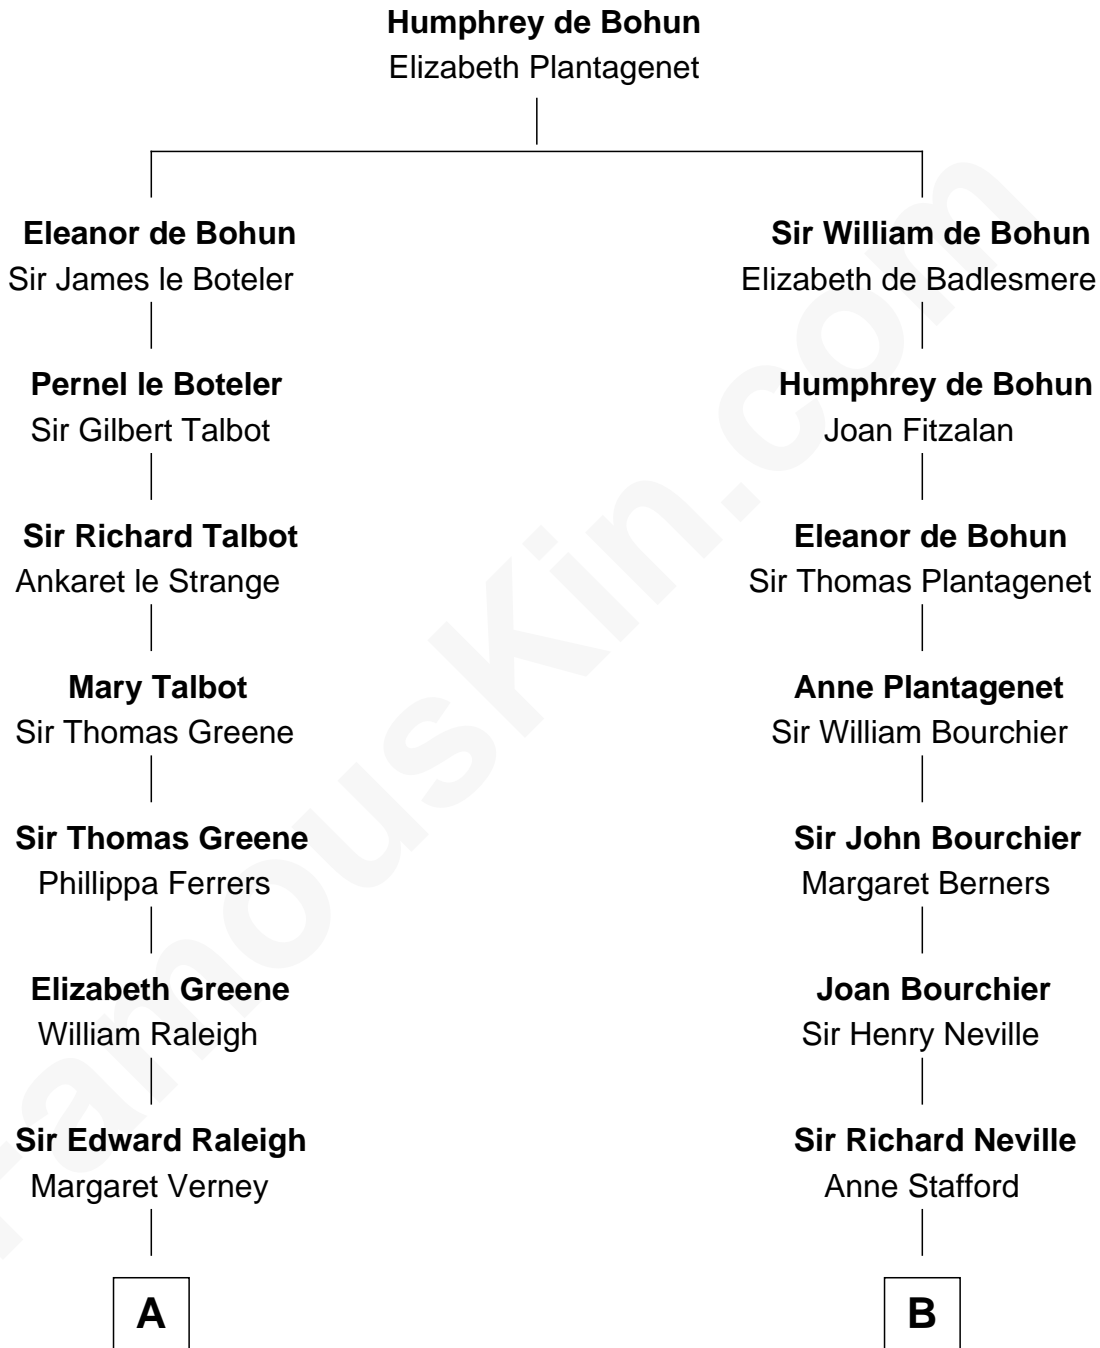 Humphrey de Bohun
Elizabeth Plantagenet
Eleanor de Bohun
Sir James le Boteler
Sir William de Bohun
Elizabeth de Badlesmere
Pernel le Boteler
Sir Gilbert Talbot
Humphrey de Bohun
Joan Fitzalan
Sir Richard Talbot
Ankaret le Strange
Eleanor de Bohun
Sir Thomas Plantagenet
Mary Talbot
Sir Thomas Greene
Anne Plantagenet
Sir William Bourchier
Sir Thomas Greene
Phillippa Ferrers
Sir John Bourchier
Margaret Berners
Elizabeth Greene
William Raleigh
Joan Bourchier
Sir Henry Neville
Sir Edward Raleigh
Margaret Verney
Sir Richard Neville
Anne Stafford
A
B
FamousKin.com